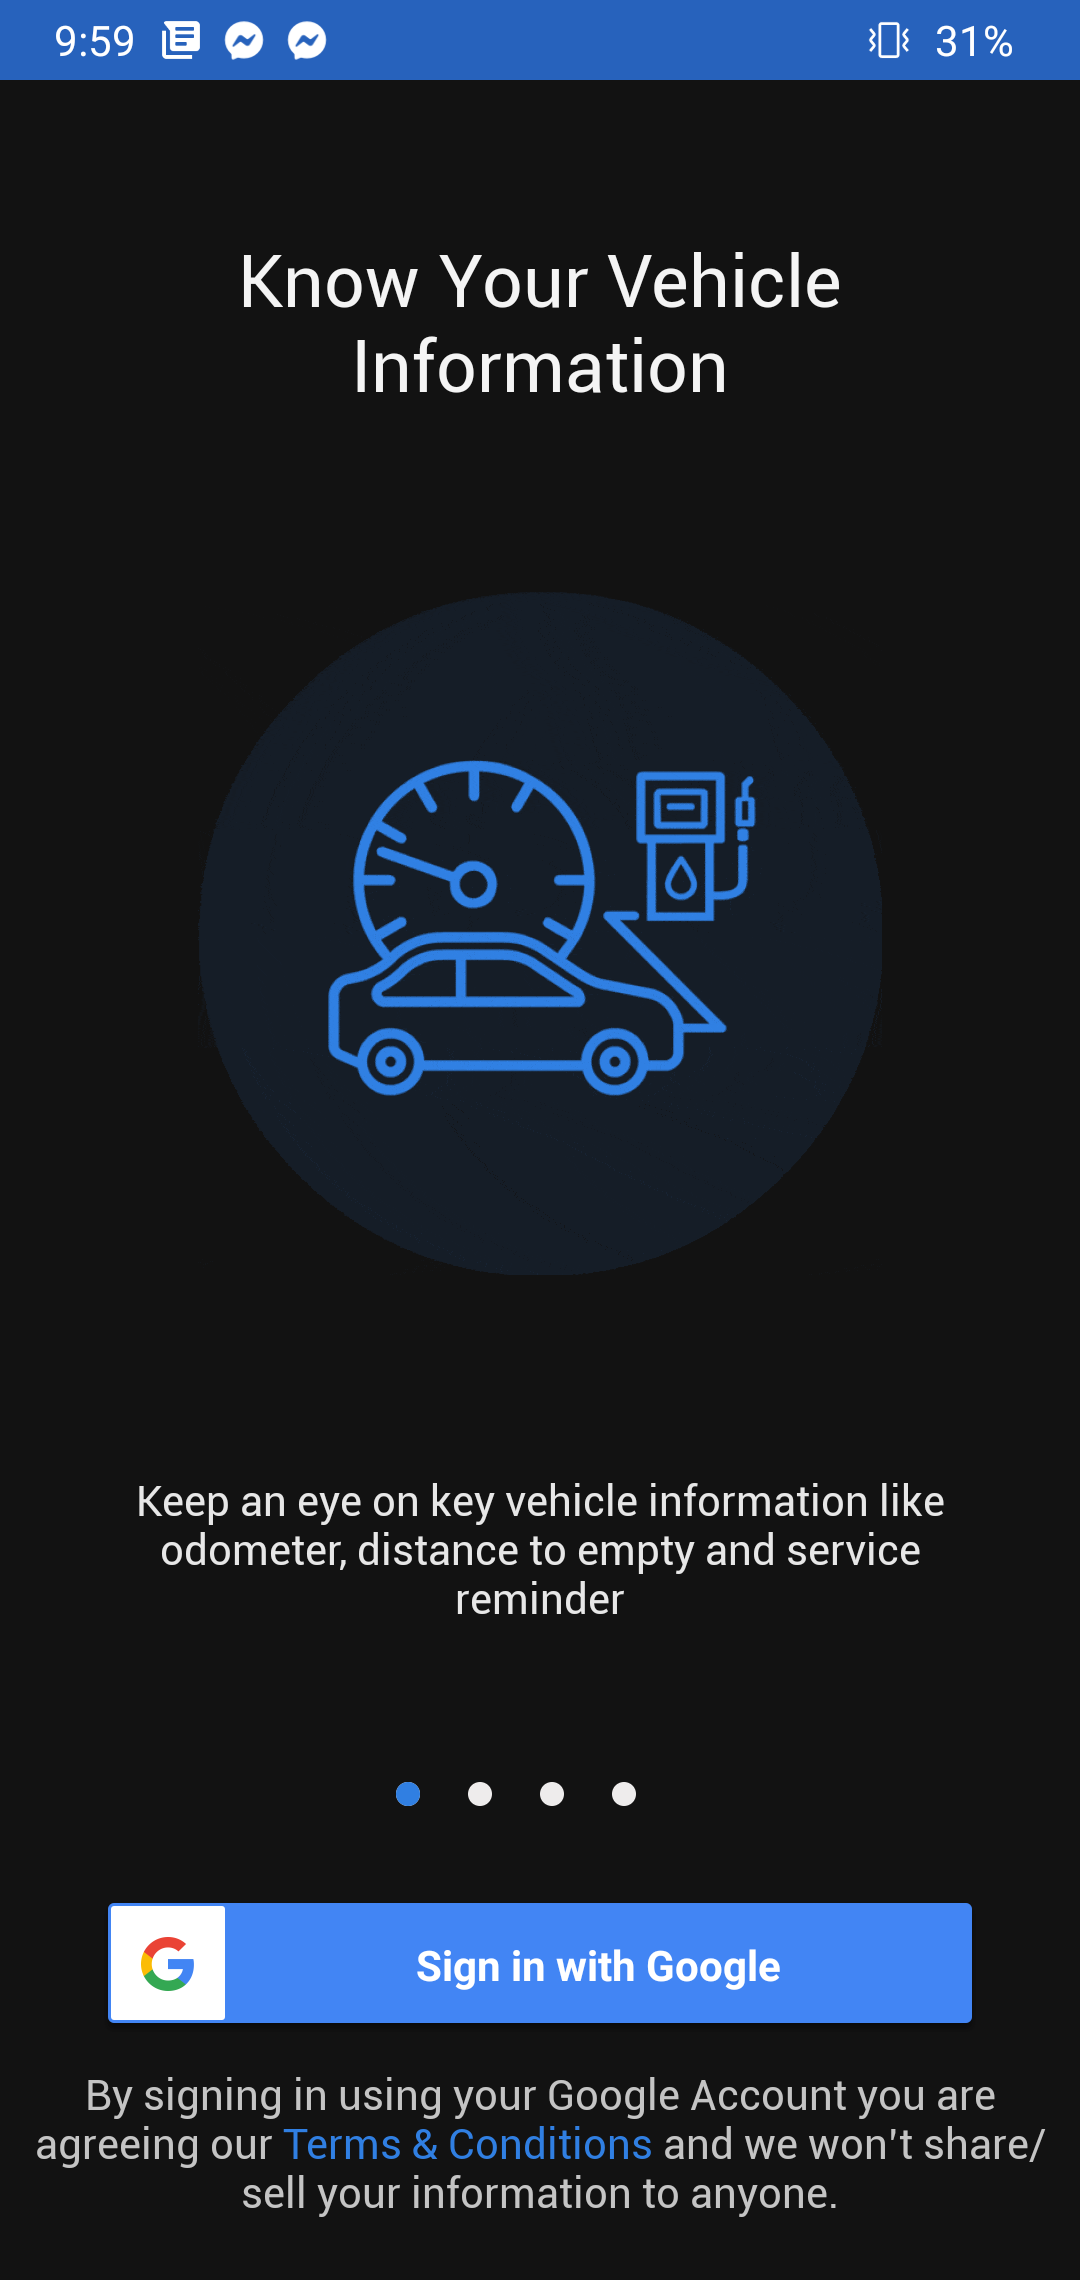 9:59 31%
Know Your Vehicle
Information
Keep an eye on key vehicle information like
odometer, distance to empty and service
reminder
Sign in with Google
By signing in using your Google Account you are
agreeing our Terms & Conditions and we won't share/
sell your information to anyone.